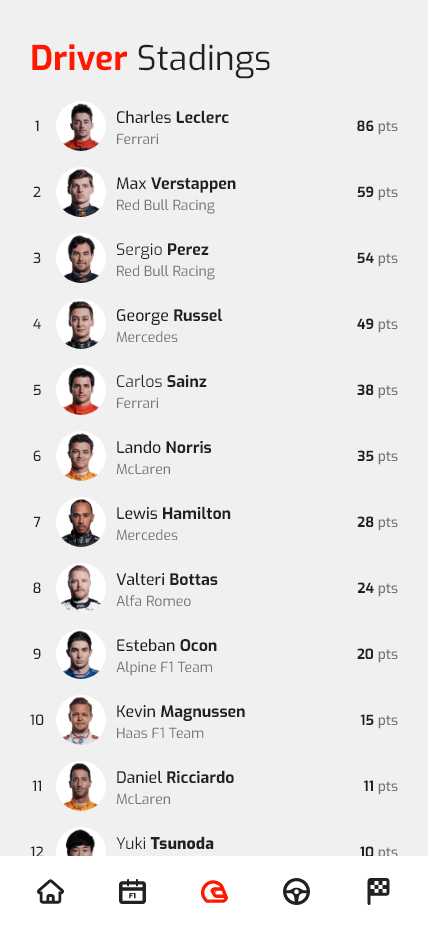 Driver Stadings
1
Charles Leclerc
Ferrari
86 pts
2
Max Verstappen
Red Bull Racing
59 pts
3
Sergio Perez
Red Bull Racing
54 pts
4
George Russel
Mercedes
49 pts
5
Carlos Sainz
Ferrari
38 pts
6
Lando Norris
McLaren
35 pts
7
Lewis Hamilton
Mercedes
28 pts
8
Valteri Bottas
Alfa Romeo
24 pts
9
Esteban Ocon
Alpine F1 Team
20 pts
10
Kevin Magnussen
Haas F1 Team
15 pts
11
Daniel Ricciardo
McLaren
11 pts
12
Yuki Tsunoda
10 pts
F1